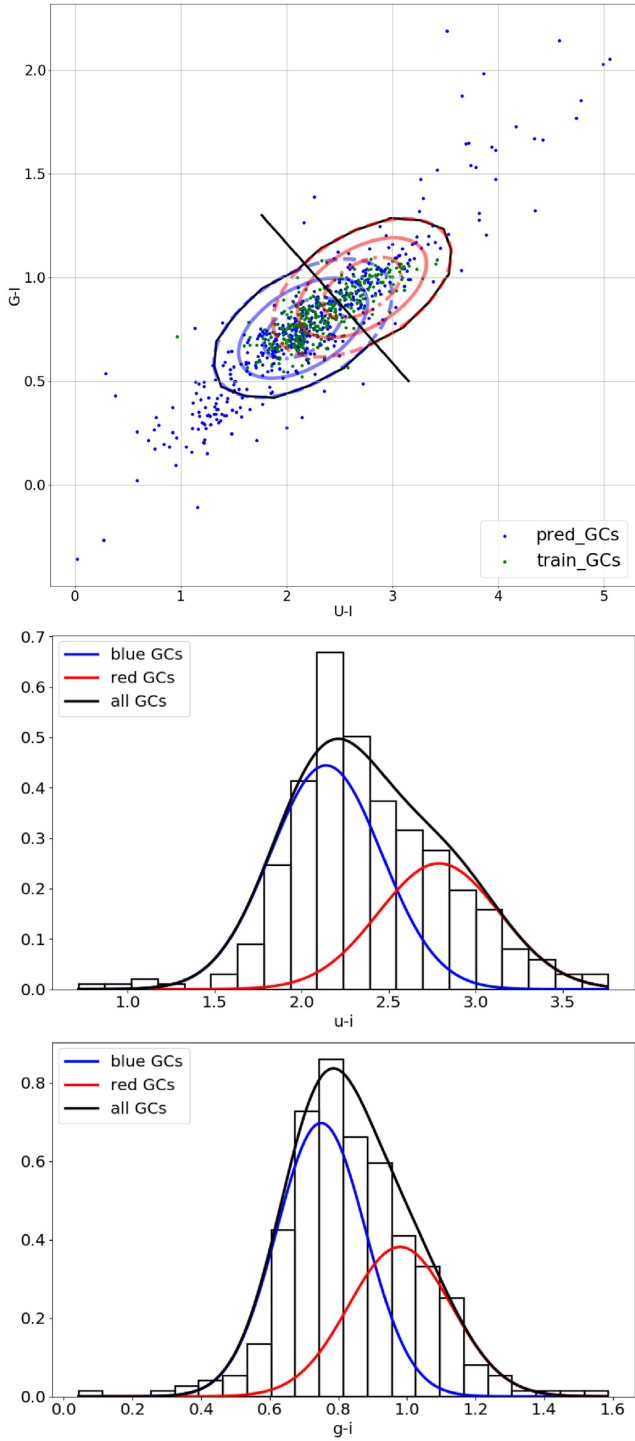 2.0
1.5
1.0
0.5
0.0
G-I
0 1 2 3 4 5
U-I
pred_GCs
train_GCs
0.7
0.6
0.5
0.4
0.3
0.2
0.1
0.0
blue GCs
red GCs
all GCs
1.0 1.5 2.0 2.5 3.0 3.5
u-i
0.8
0.6
0.4
0.2
0.0
blue GCs
red GCs
all GCs
0.0 0.2 0.4 0.6 0.8 1.0 1.2 1.4 1.6
g-i